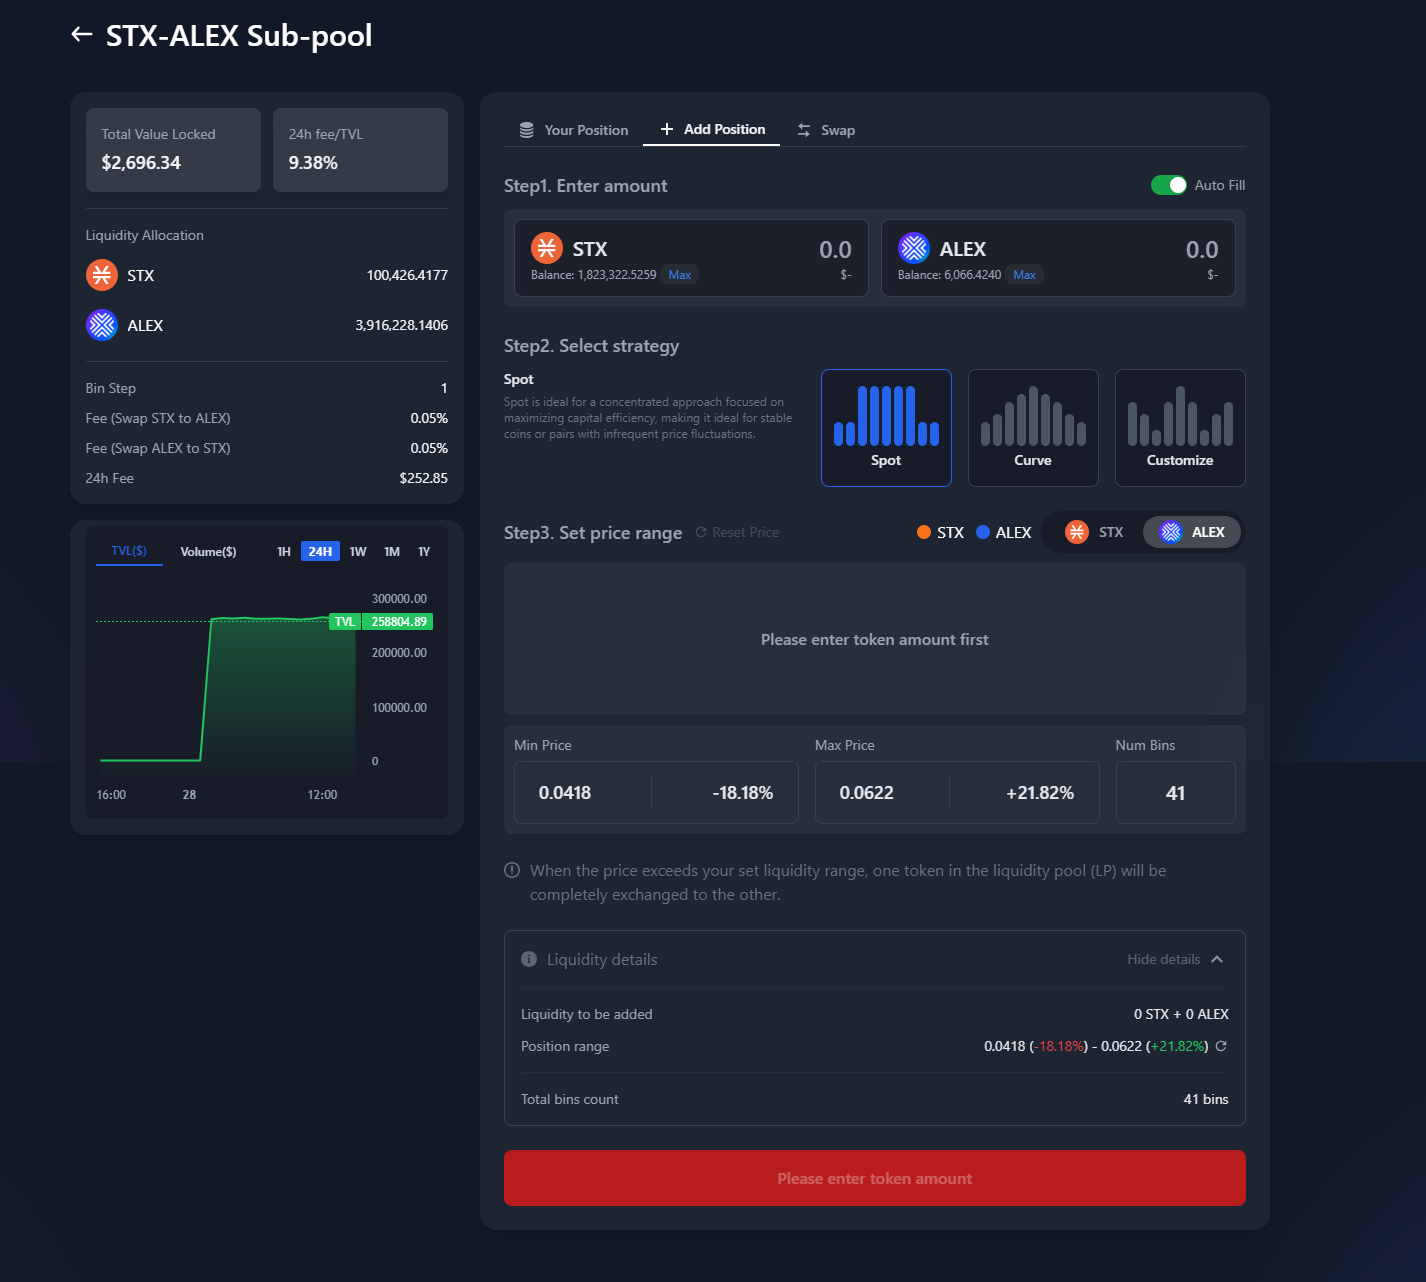 STX-ALEX Sub-pool
Total Value Locked
$2,696.34
24h fee/TVL
9.38%
Liquidity Allocation
STX 100,426.4177
ALEX 3,916,228.1406
Bin Step 1
Fee (Swap STX to ALEX) 0.05%
Fee (Swap ALEX to STX) 0.05%
24h Fee $252.85
TVL($) Volume($) 1H 24H 1W 1M 1Y
300000.00
TVL 258804.89
200000.00
100000.00
0
16:00 28 12:00
Your Position Add Position Swap
Step1. Enter amount Auto Fill
STX 0.0
Balance: 1,823,322.5259 Max $-
ALEX 0.0
Balance: 6,066.4240 Max $-
Step2. Select strategy
Spot
Spot is ideal for a concentrated approach focused on
maximizing capital efficiency, making it ideal for stable
coins or pairs with infrequent price fluctuations.
Spot Curve Customize
Step3. Set price range Reset Price STX ALEX STX ALEX
Please enter token amount first
Min Price Max Price Num Bins
0.0418 -18.18% 0.0622 +21.82% 41
When the price exceeds your set liquidity range, one token in the liquidity pool (LP) will be
completely exchanged to the other.
Liquidity details Hide details
Liquidity to be added 0 STX + 0 ALEX
Position range 0.0418 (-18.18%) - 0.0622 (+21.82%)
Total bins count 41 bins
Please enter token amount